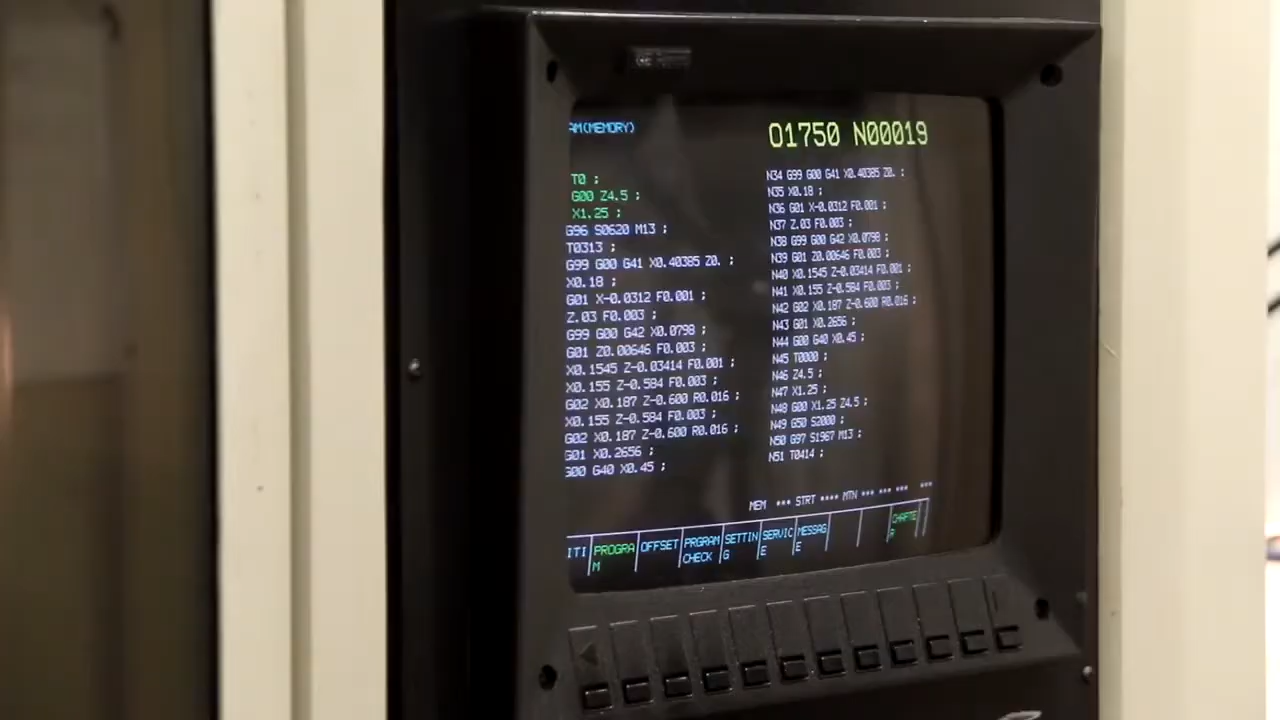 AM(MEMORY)
O1750 N00019
T0 ;
G00 Z4.5 ;
X1.25 ;
G96 S0620 M13 ;
T0313 ;
G99 G00 G41 X0.40385 Z0. ;
X0.18 ;
G01 X-0.0312 F0.001 ;
Z.03 F0.003 ;
G99 G00 G42 X0.0798 ;
G01 Z0.00646 F0.003 ;
X0.1545 Z-0.03414 F0.001 ;
X0.155 Z-0.584 F0.003 ;
G02 X0.187 Z-0.600 R0.016 ;
X0.155 Z-0.584 F0.003 ;
G02 X0.187 Z-0.600 R0.016 ;
G01 X0.2656 ;
G00 G40 X0.45 ;
N34 G99 G00 G41 X0.40385 Z0. ;
N35 X0.18 ;
N36 G01 X-0.0312 F0.001 ;
N37 Z.03 F0.003 ;
N38 G99 G00 G42 X0.0798 ;
N39 G01 Z0.00646 F0.003 ;
N40 X0.1545 Z-0.03414 F0.001 ;
N41 X0.155 Z-0.584 F0.003 ;
N42 G02 X0.187 Z-0.600 R0.016 ;
N43 G01 X0.2656 ;
N44 G00 G40 X0.45 ;
N45 T0000 ;
N46 Z4.5 ;
N47 X1.25 ;
N48 G00 X1.25 Z4.5 ;
N49 G50 S2000 ;
N50 G97 S1967 M13 ;
N51 T0414 ;
MEM *** STRT **** MTN *** *** *** ***
ITI PROGRA OFFSET PRGRAM SETTIN SERVIC MESSAG CHAPTE
M CHECK G E E R